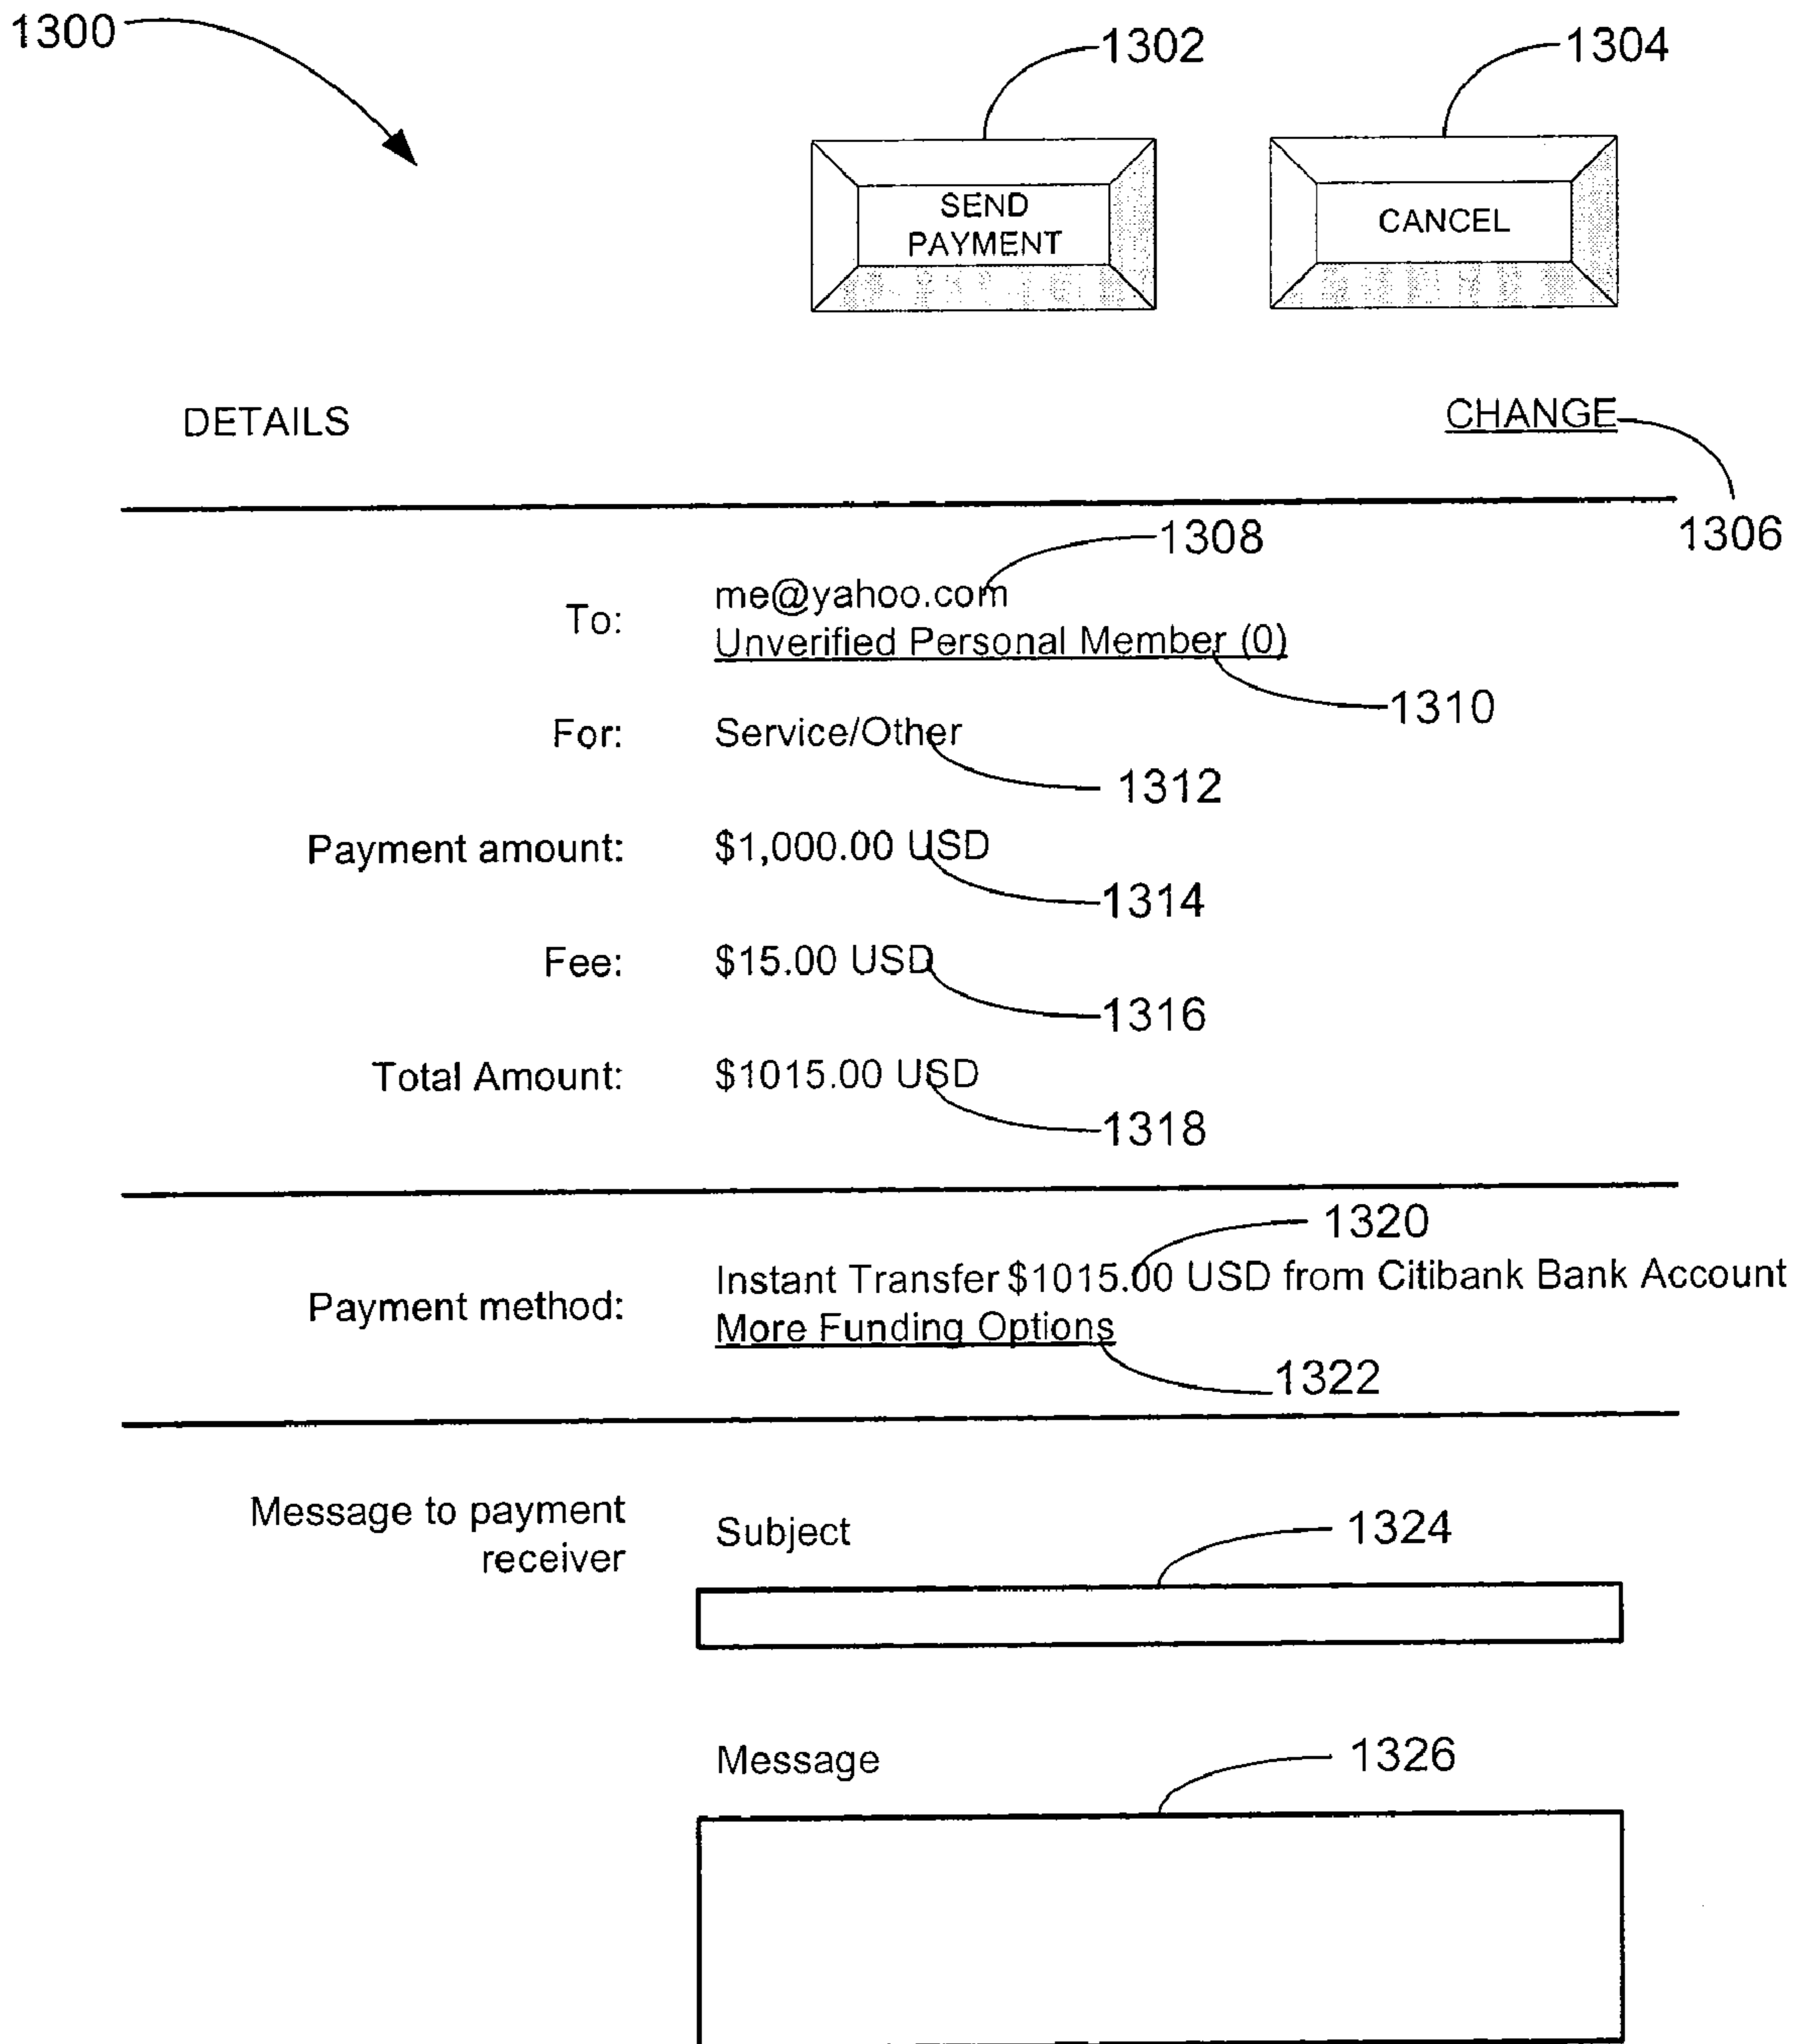 1300
1302
1304
SEND
PAYMENT
CANCEL
DETAILS
CHANGE
1306
1308
To:
me@yahoo.com
Unverified Personal Member (0)
1310
For:
Service/Other
1312
Payment amount:
$1,000.00 USD
1314
Fee:
$15.00 USD
1316
Total Amount:
$1015.00 USD
1318
1320
Payment method:
Instant Transfer $1015.00 USD from Citibank Bank Account
More Funding Options
1322
Message to payment
receiver
Subject
1324
Message
1326